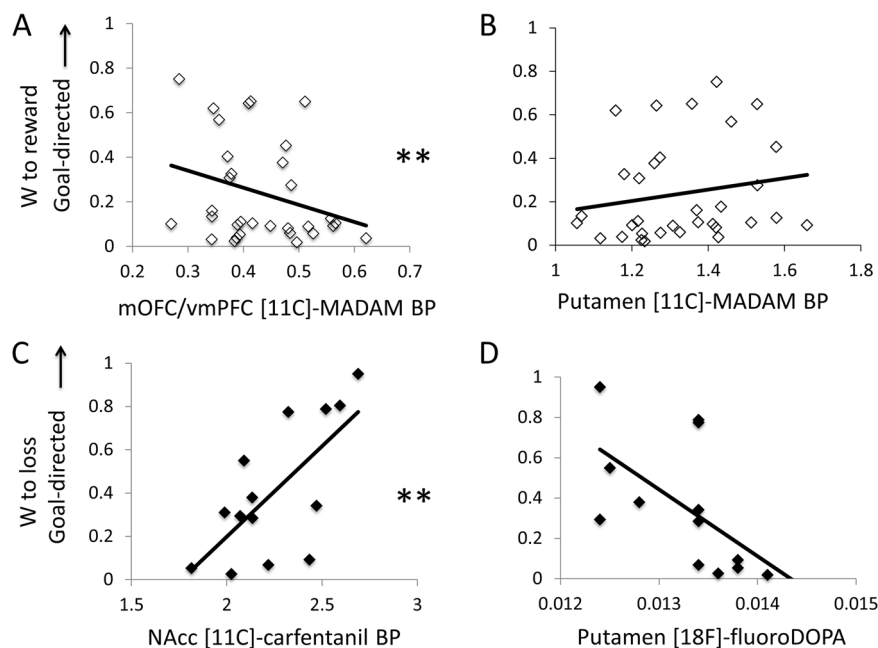 A
B
W to reward
Goal-directed
1
0.8
0.6
0.4
0.2
0
0.2 0.3 0.4 0.5 0.6 0.7
**
mOFC/vmPFC [11C]-MADAM BP
1
0.8
0.6
0.4
0.2
0
1 1.2 1.4 1.6 1.8
Putamen [11C]-MADAM BP
C
D
W to loss
Goal-directed
1
0.8
0.6
0.4
0.2
0
1.5 2 2.5 3
**
NAcc [11C]-carfentanil BP
1
0.8
0.6
0.4
0.2
0
0.012 0.013 0.014 0.015
Putamen [18F]-fluoroDOPA